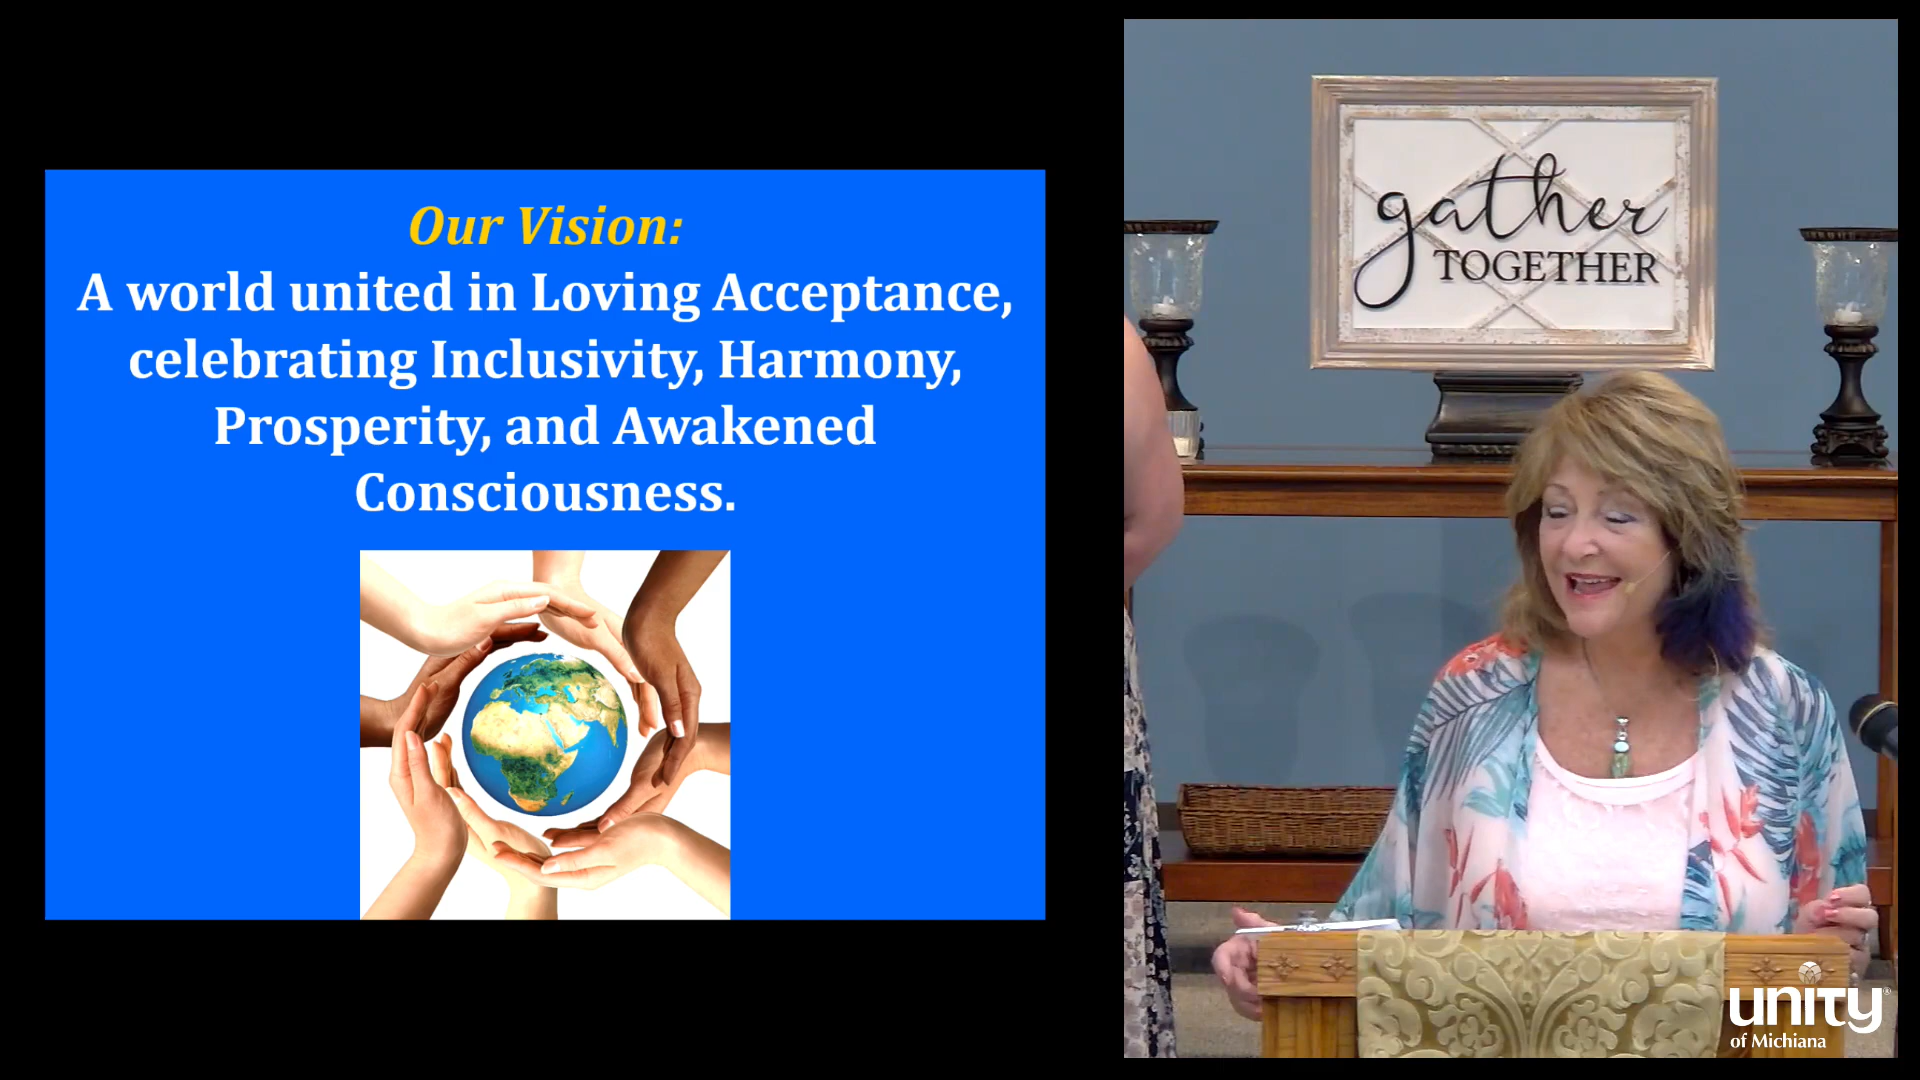 Our Vision:
A world united in Loving Acceptance,
celebrating Inclusivity, Harmony,
Prosperity, and Awakened
Consciousness.
gather
TOGETHER
unity®
of Michiana